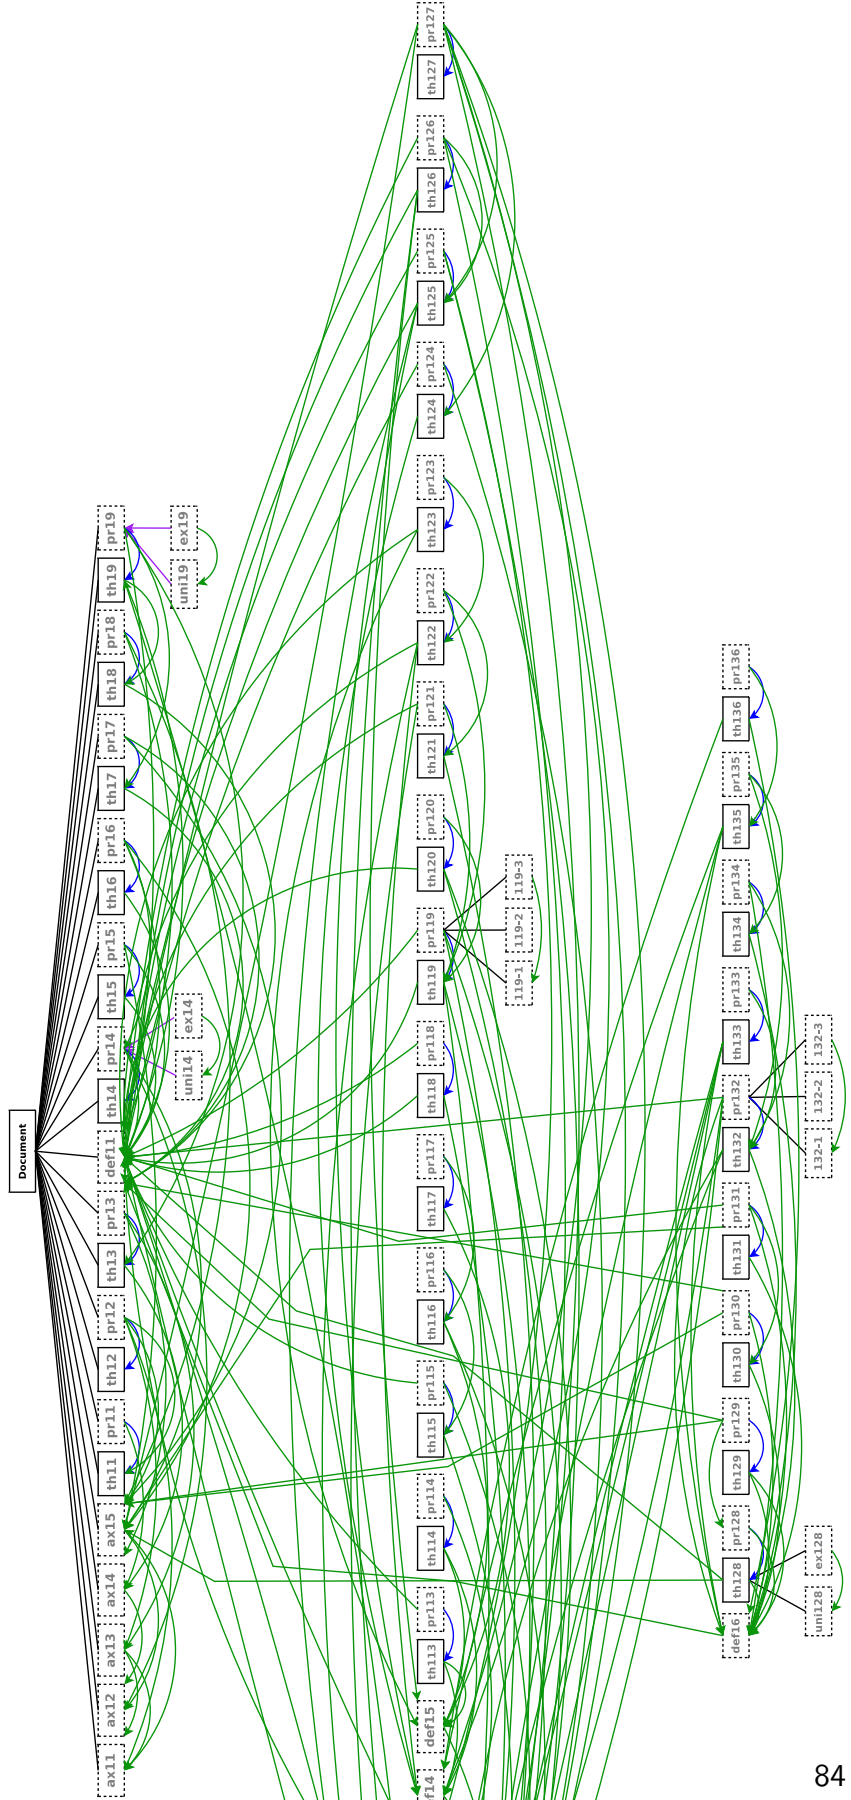 Document
pr19
th19
pr18
th18
pr17
th17
pr16
th16
pr15
th15
pr14
th14
def11
pr13
th13
pr12
th12
pr11
th11
ax15
ax14
ax13
ax12
ax11
ex19
uni19
ex14
uni14
pr127
th127
pr126
th126
pr125
th125
pr124
th124
pr123
th123
pr122
th122
pr121
th121
pr120
th120
pr119
th119
pr118
th118
pr117
th117
pr116
th116
pr115
th115
pr114
th114
pr113
th113
def15
f14
119-3
119-2
119-1
pr136
th136
pr135
th135
pr134
th134
pr133
th133
pr132
th132
pr131
th131
pr130
th130
pr129
th129
pr128
th128
def16
132-3
132-2
132-1
ex128
uni128
84